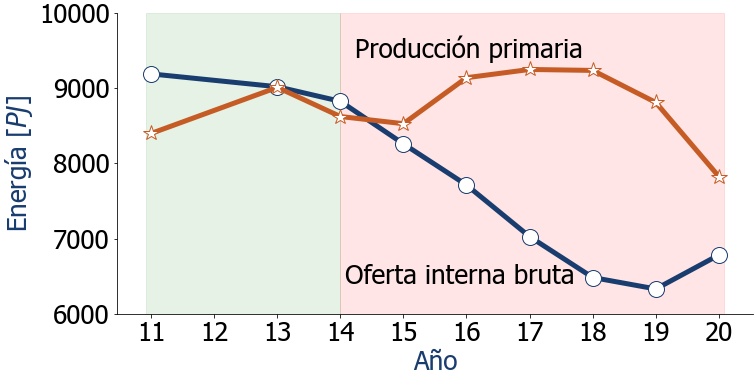 10000
9000
8000
7000
6000
Energía [PJ]
Producción primaria
Oferta interna bruta
11 12 13 14 15 16 17 18 19 20
Año